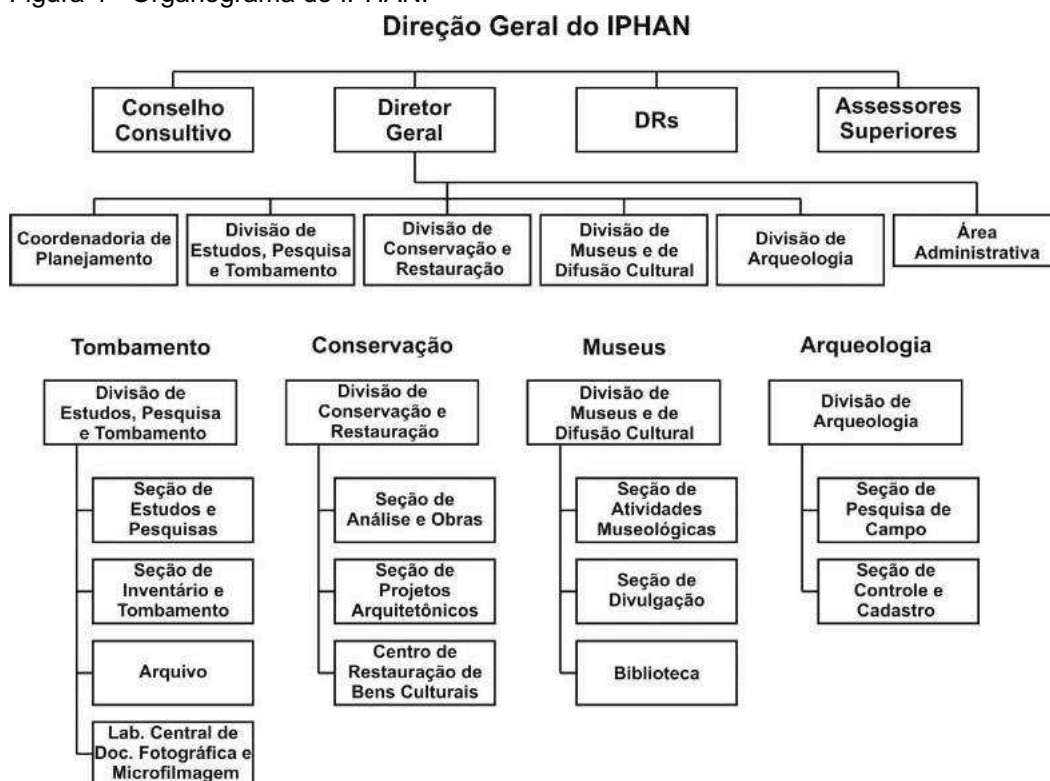 Direção Geral do IPHAN
Conselho
Consultivo
Diretor
Geral
DRs
Assessores
Superiores
Coordenadoria de
Planejamento
Divisão de
Estudos, Pesquisa
e Tombamento
Divisão de
Conservação e
Restauração
Divisão de
Museus e de
Difusão Cultural
Divisão de
Arqueologia
Área
Administrativa
Tombamento
Divisão de
Estudos, Pesquisa
e Tombamento
Seção de
Estudos e
Pesquisas
Seção de
Inventário e
Tombamento
Arquivo
Lab. Central de
Doc. Fotográfica e
Microfilmagem
Conservação
Divisão de
Conservação e
Restauração
Seção de
Análise e Obras
Seção de
Projetos
Arquitetônicos
Centro de
Restauração de
Bens Culturais
Museus
Divisão de
Museus e de
Difusão Cultural
Seção de
Atividades
Museológicas
Seção de
Divulgação
Biblioteca
Arqueologia
Divisão de
Arqueologia
Seção de
Pesquisa de
Campo
Seção de
Controle e
Cadastro